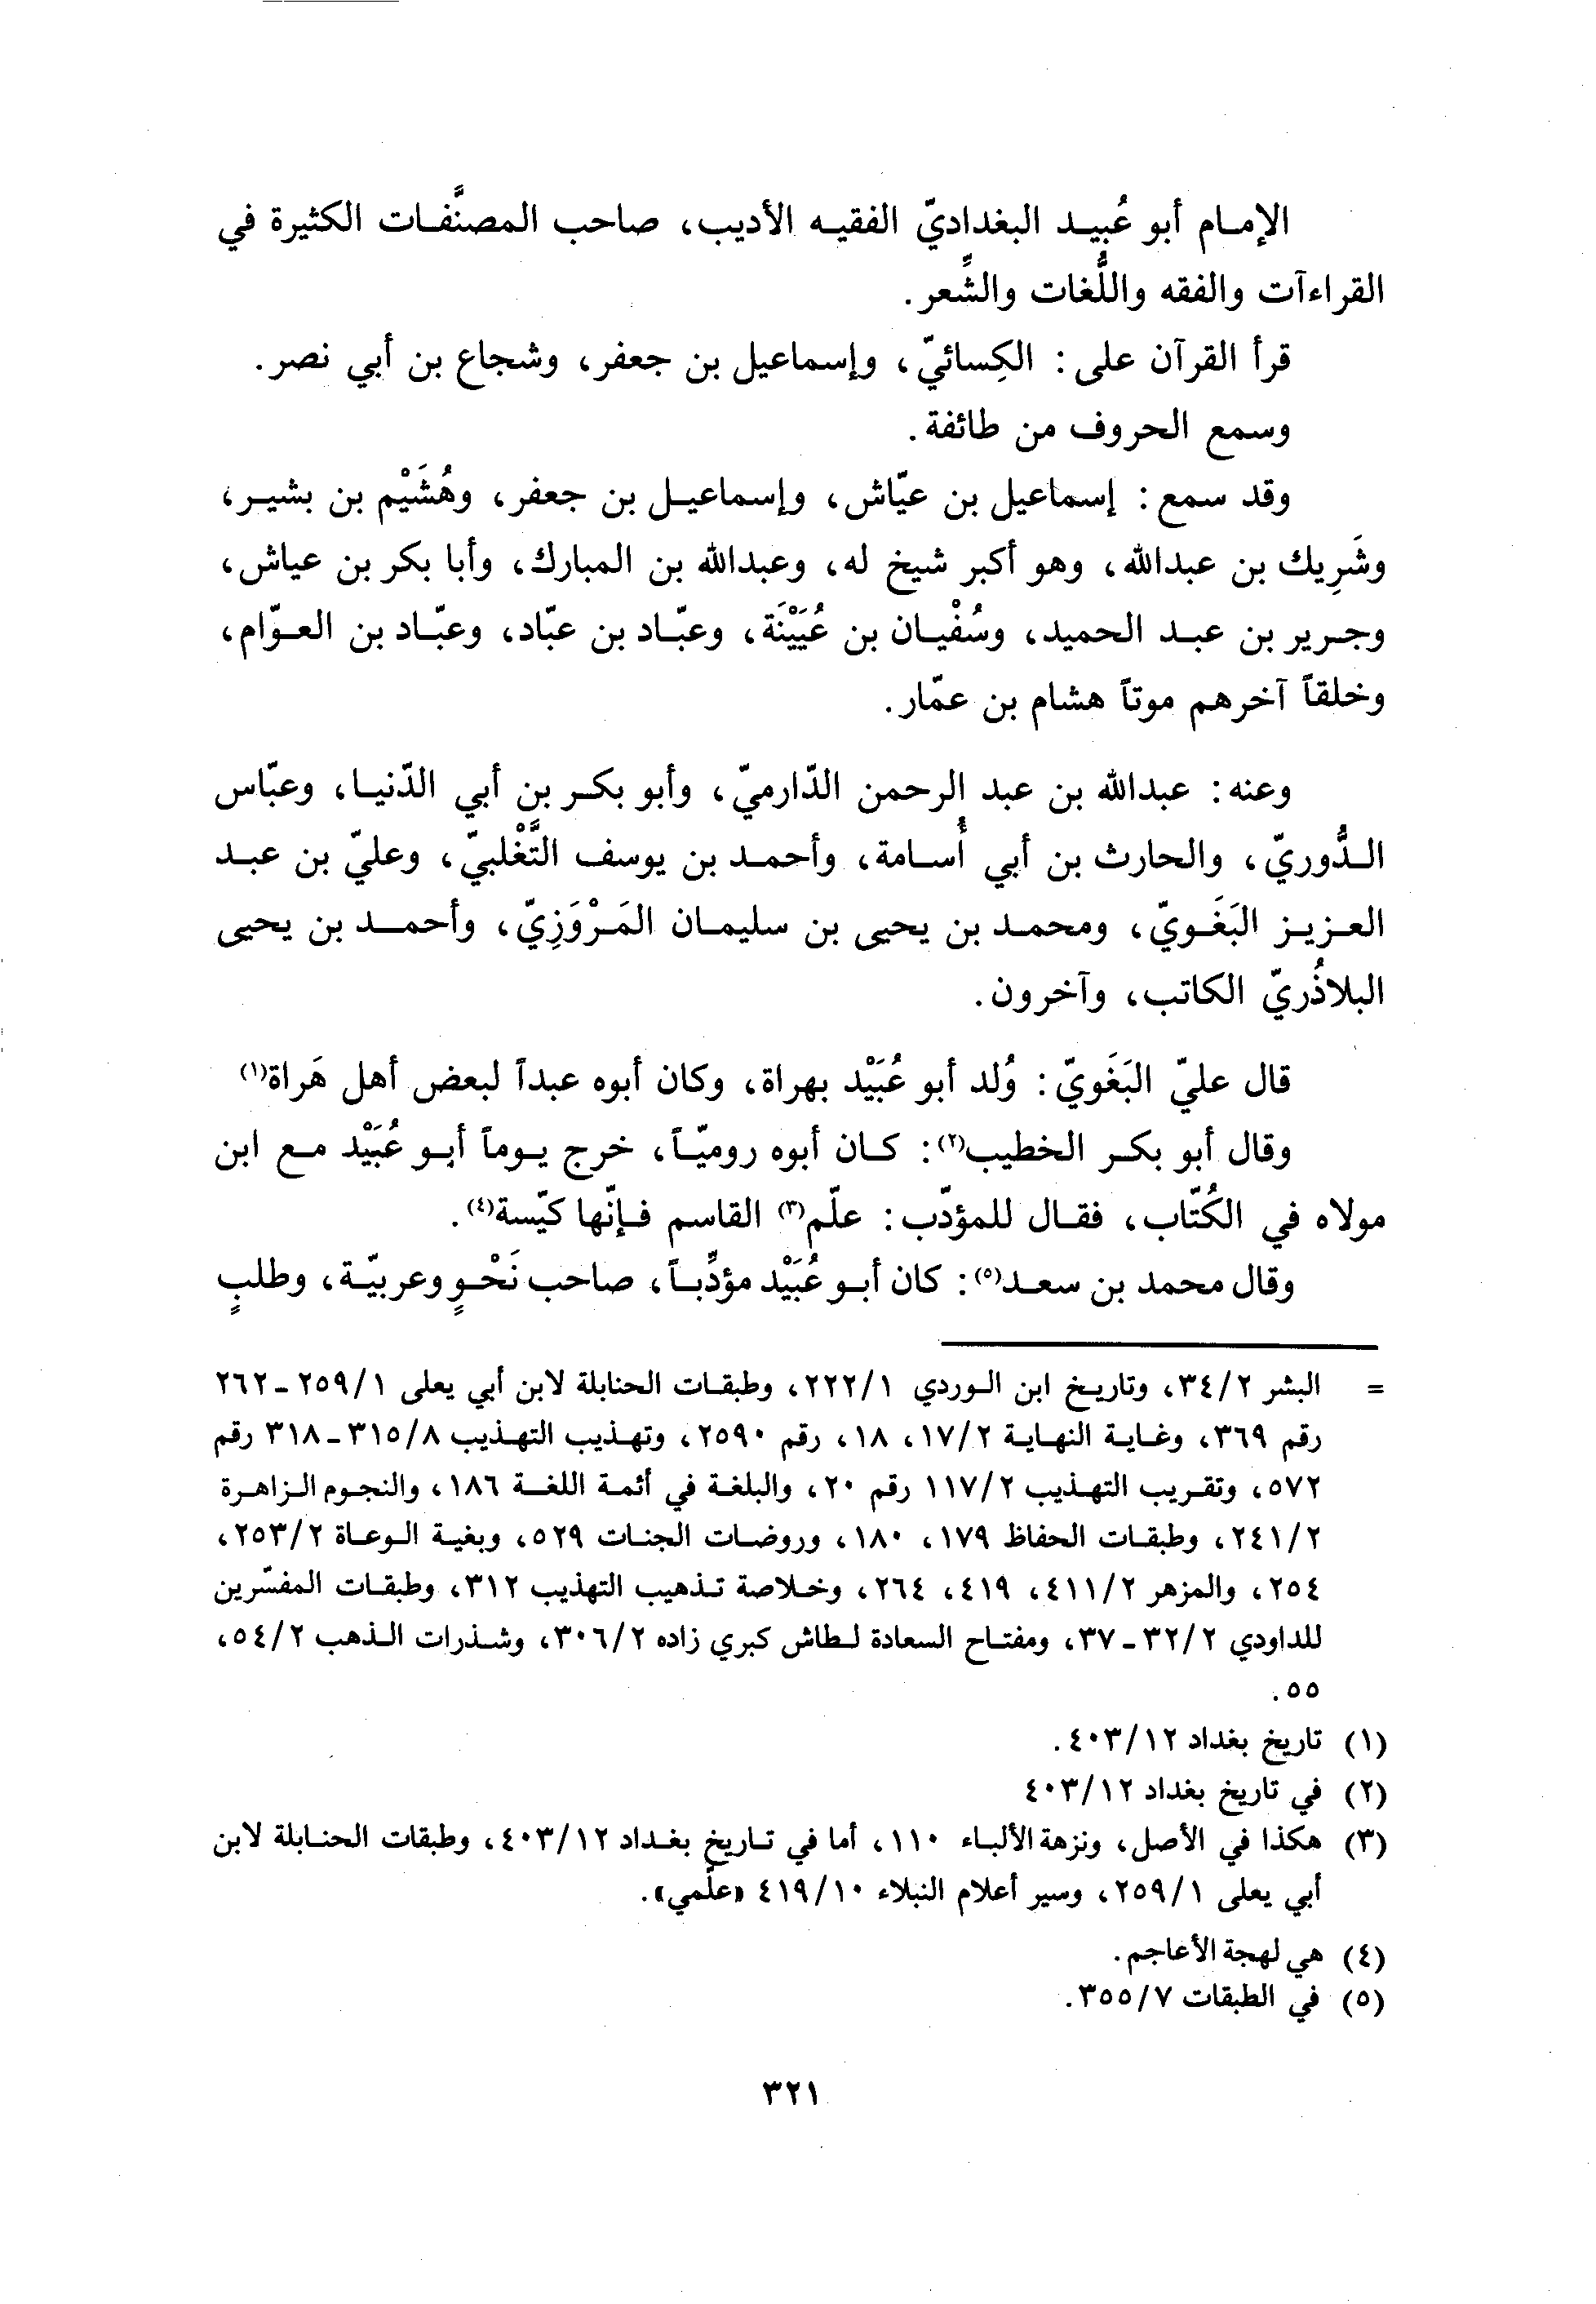 الإمام أبو عُبيد البغداديّ الفقيه الأديب، صاحب المصنَّفات الكثيرة في
القراءآت والفقه واللُّغات والشِّعر.
قرأ القرآن على: الكِسائيّ، وإسماعيل بن جعفر، وشجاع بن أبي نصر.
وسمع الحروف من طائفة.
وقد سمع: إسماعيل بن عيّاش، وإسماعيل بن جعفر، وهُشَيْم بن بشير،
وشَرِيك بن عبدالله، وهو أكبر شيخ له، وعبدالله بن المبارك، وأبا بكر بن عياش،
وجرير بن عبد الحميد، وسُفْيان بن عُيَيْنَة، وعبّاد بن عبّاد، وعبّاد بن العوّام،
وخلقاً آخرهم موتاً هشام بن عمّار.
وعنه: عبدالله بن عبد الرحمن الدّارميّ، وأبو بكر بن أبي الدّنيا، وعبّاس
الدُّوريّ، والحارث بن أبي أُسامة، وأحمد بن يوسف التَّغْلبيّ، وعليّ بن عبد
العزيز البَغَويّ، ومحمد بن يحيى بن سليمان المَرْوَزِيّ، وأحمد بن يحيى
البلاذُريّ الكاتب، وآخرون.
قال عليّ البَغَويّ: وُلد أبو عُبَيْد بهراة، وكان أبوه عبداً لبعض أهل هَراة(١)
وقال أبو بكر الخطيب(٢): كان أبوه روميّاً، خرج يوماً أبو عُبَيْد مع ابن
مولاه في الكُتّاب، فقال للمؤدّب: علّم(٣) القاسم فإنّها كيّسة(٤).
وقال محمد بن سعد(٥): كان أبو عُبَيْد مؤدِّباً، صاحب نَحْوٍ وعربيّة، وطلبٍ
= البشر ٣٤/٢، وتاريخ ابن الوردي ٢٢٢/١، وطبقات الحنابلة لابن أبي يعلى ٢٥٩/١ - ٢٦٢
رقم ٣٦٩، وغاية النهاية ١٧/٢، ١٨، رقم ٢٥٩٠، وتهذيب التهذيب ٣١٥/٨ - ٣١٨ رقم
٥٧٢، وتقريب التهذيب ١١٧/٢ رقم ٢٠، والبلغة في أئمة اللغة ١٨٦، والنجوم الزاهرة
٢٤١/٢، وطبقات الحفاظ ١٧٩، ١٨٠، وروضات الجنات ٥٢٩، وبغية الوعاة ٢٥٣/٢،
٢٥٤، والمزهر ٤١١/٢، ٤١٩، ٢٦٤، وخلاصة تذهيب التهذيب ٣١٢، وطبقات المفسّرين
للداودي ٣٢/٢ - ٣٧، ومفتاح السعادة لطاش كبري زاده ٣٠٦/٢، وشذرات الذهب ٥٤/٢،
٥٥.
(١) تاريخ بغداد ٤٠٣/١٢.
(٢) في تاريخ بغداد ٤٠٣/١٢
(٣) هكذا في الأصل، ونزهة الألباء ١١٠، أما في تاريخ بغداد ٤٠٣/١٢، وطبقات الحنابلة لابن
أبي يعلى ٢٥٩/١، وسير أعلام النبلاء ٤١٩/١٠ «علّمي».
(٤) هي لهجة الأعاجم.
(٥) في الطبقات ٣٥٥/٧.
٣٢١